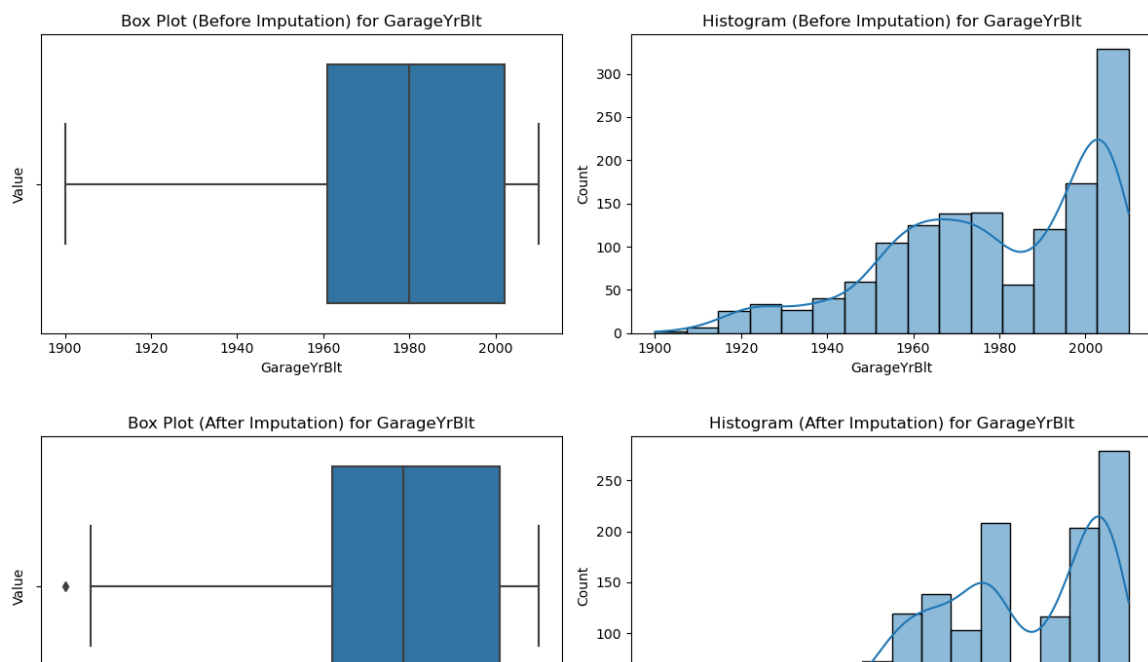 Box Plot (Before Imputation) for GarageYrBlt
Value
1900 1920 1940 1960 1980 2000
GarageYrBlt
Histogram (Before Imputation) for GarageYrBlt
Count
300
250
200
150
100
50
0
1900 1920 1940 1960 1980 2000
GarageYrBlt
Box Plot (After Imputation) for GarageYrBlt
Value
Histogram (After Imputation) for GarageYrBlt
Count
250
200
150
100